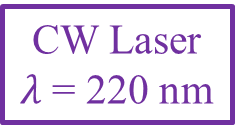 CW Laser
λ = 220 nm